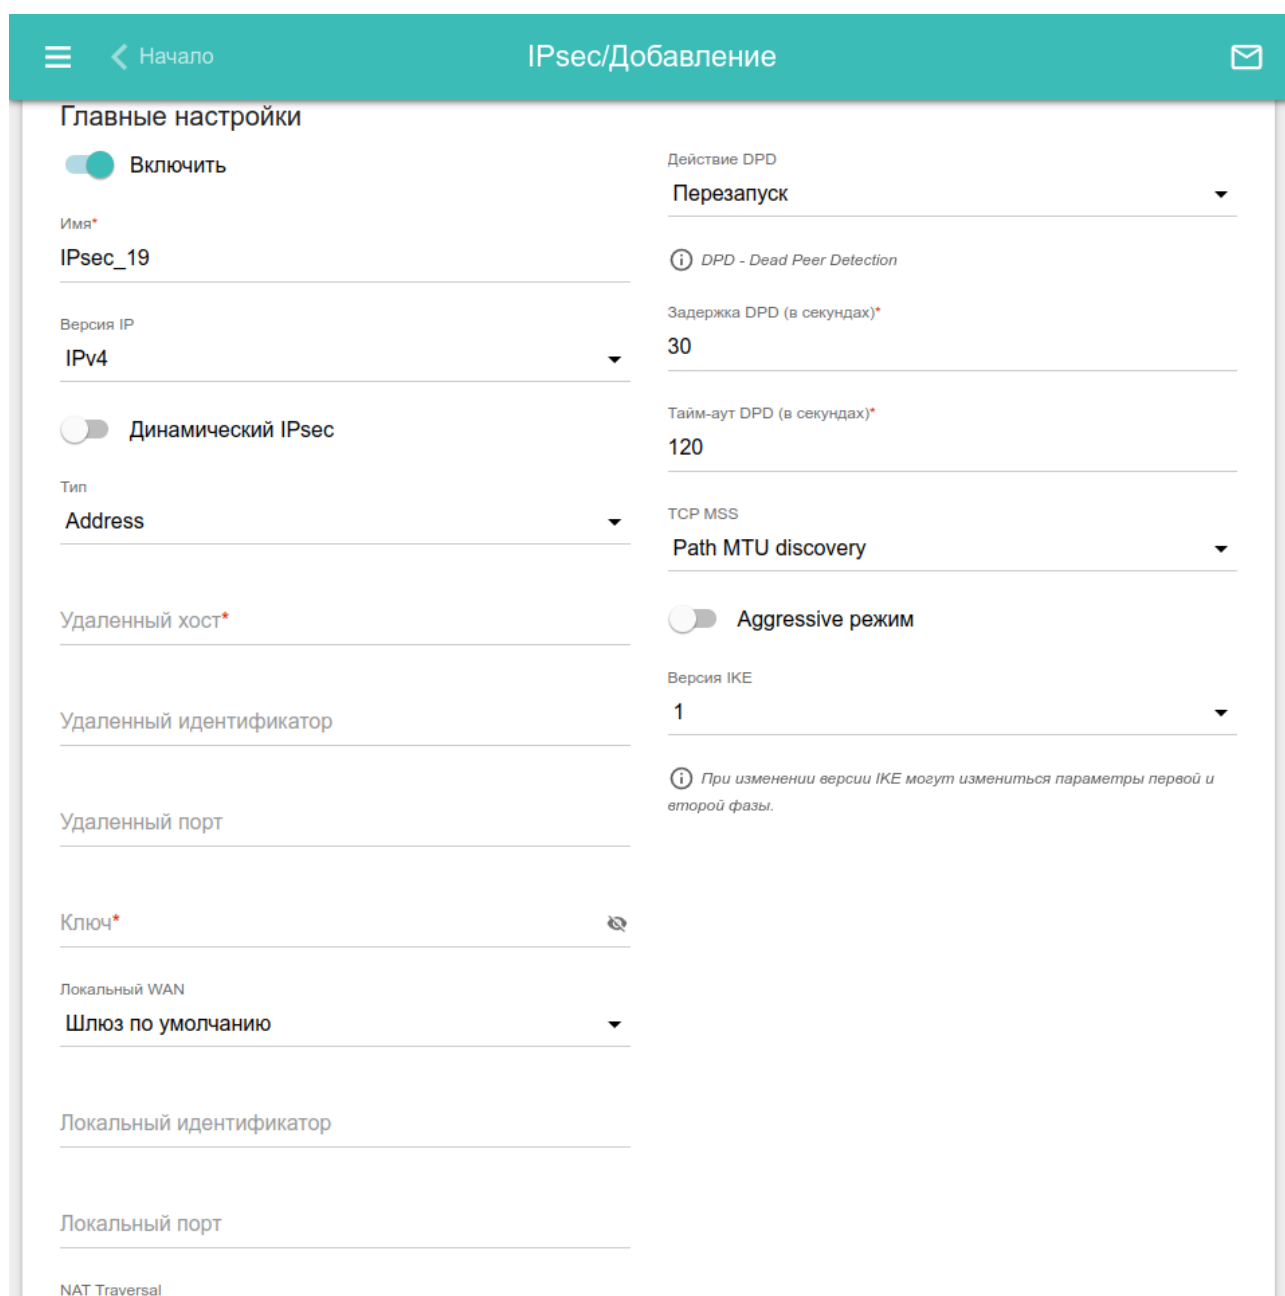 Начало
IPsec/Добавление
Главные настройки
Включить
Имя*
IPsec_19
Версия IP
IPv4
Динамический IPsec
Тип
Address
Удаленный хост*
Удаленный идентификатор
Удаленный порт
Ключ*
Локальный WAN
Шлюз по умолчанию
Локальный идентификатор
Локальный порт
NAT Traversal
Действие DPD
Перезапуск
DPD - Dead Peer Detection
Задержка DPD (в секундах)*
30
Тайм-аут DPD (в секундах)*
120
TCP MSS
Path MTU discovery
Aggressive режим
Версия IKE
1
При изменении версии IKE могут измениться параметры первой и
второй фазы.